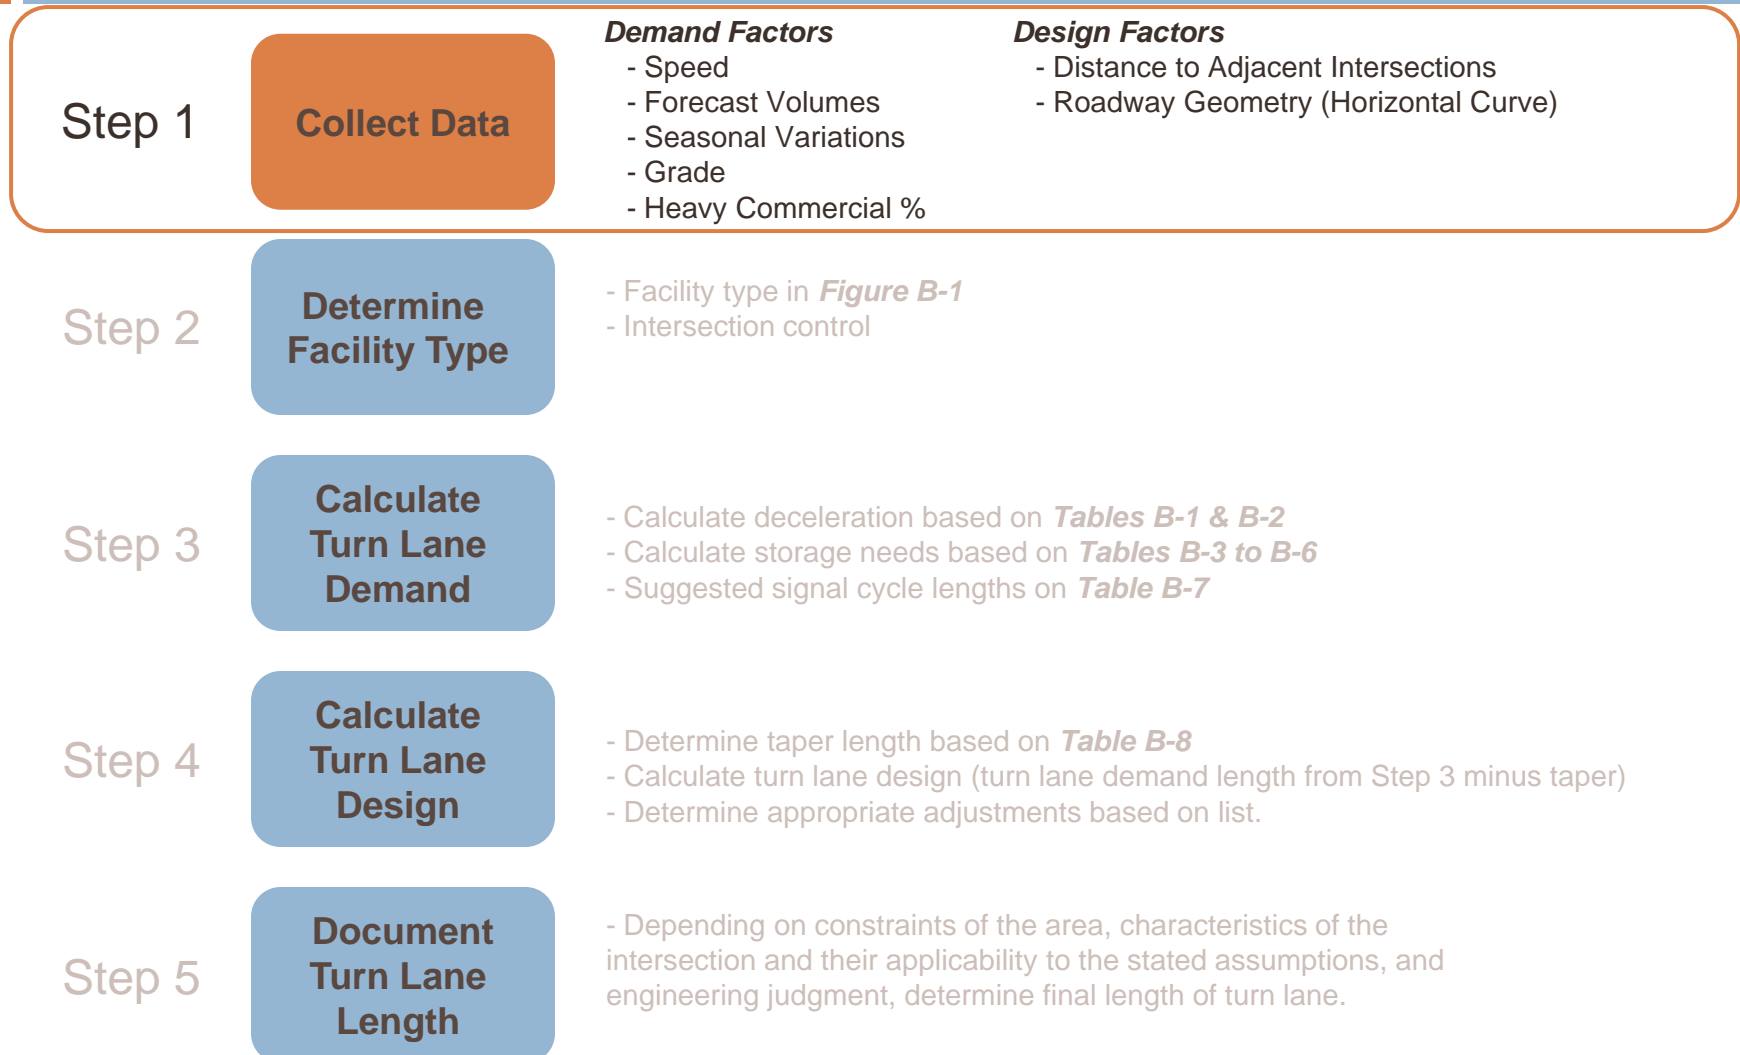 Step 1
Collect Data
Demand Factors
- Speed
- Forecast Volumes
- Seasonal Variations
- Grade
- Heavy Commercial %
Design Factors
- Distance to Adjacent Intersections
- Roadway Geometry (Horizontal Curve)
Step 2
Determine
Facility Type
- Facility type in Figure B-1
- Intersection control
Step 3
Calculate
Turn Lane
Demand
- Calculate deceleration based on Tables B-1 & B-2
- Calculate storage needs based on Tables B-3 to B-6
- Suggested signal cycle lengths on Table B-7
Step 4
Calculate
Turn Lane
Design
- Determine taper length based on Table B-8
- Calculate turn lane design (turn lane demand length from Step 3 minus taper)
- Determine appropriate adjustments based on list.
Step 5
Document
Turn Lane
Length
- Depending on constraints of the area, characteristics of the
intersection and their applicability to the stated assumptions, and
engineering judgment, determine final length of turn lane.